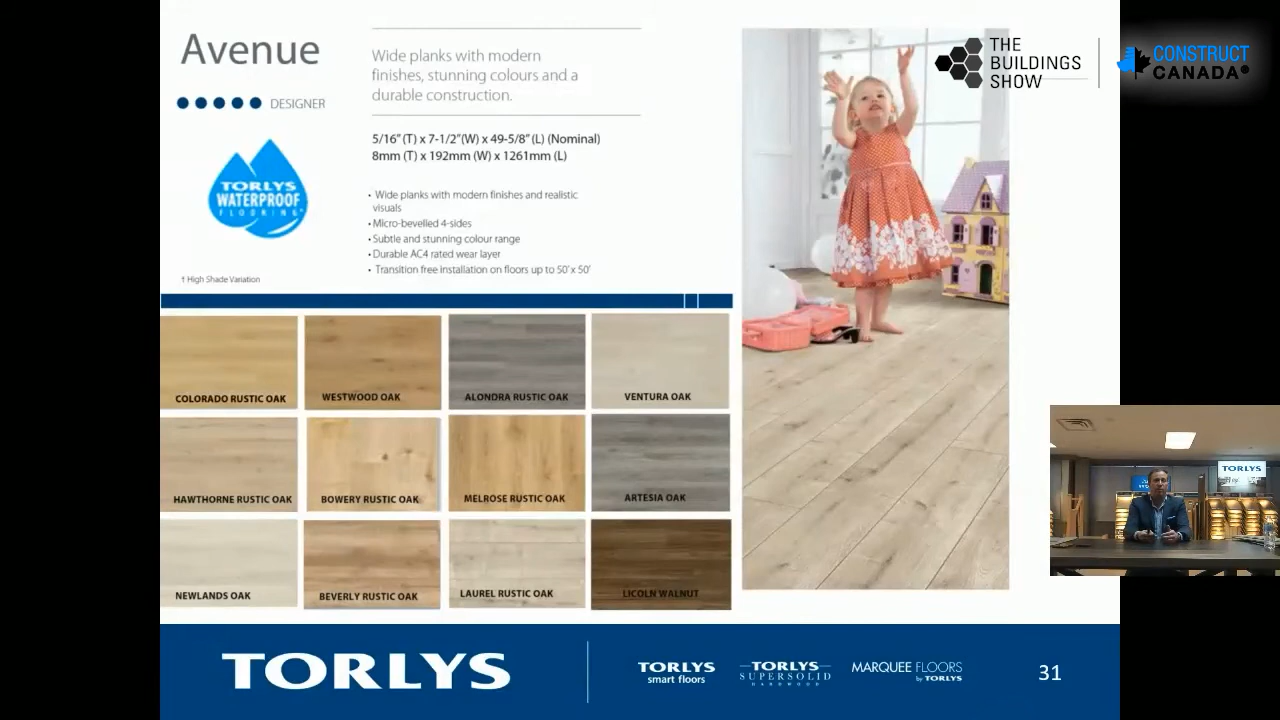 Avenue
DESIGNER
TORLYS
WATERPROOF
FLOORING
† High Shade Variation
Wide planks with modern
finishes, stunning colours and a
durable construction.
5/16” (T) x 7-1/2”(W) x 49-5/8” (L) (Nominal)
8mm (T) x 192mm (W) x 1261mm (L)
• Wide planks with modern finishes and realistic
visuals
• Micro-bevelled 4-sides
• Subtle and stunning colour range
• Durable AC4 rated wear layer
• Transition free installation on floors up to 50’ x 50’
THE
BUILDINGS
SHOW
CONSTRUCT
CANADA
COLORADO RUSTIC OAK
WESTWOOD OAK
ALONDRA RUSTIC OAK
VENTURA OAK
HAWTHORNE RUSTIC OAK
BOWERY RUSTIC OAK
MELROSE RUSTIC OAK
ARTESIA OAK
NEWLANDS OAK
BEVERLY RUSTIC OAK
LAUREL RUSTIC OAK
LICOLN WALNUT
TORLYS
TORLYS
TORLYS
smart floors
TORLYS
SUPERSOLID
HARDWOOD
MARQUEE FLOORS
by TORLYS
31